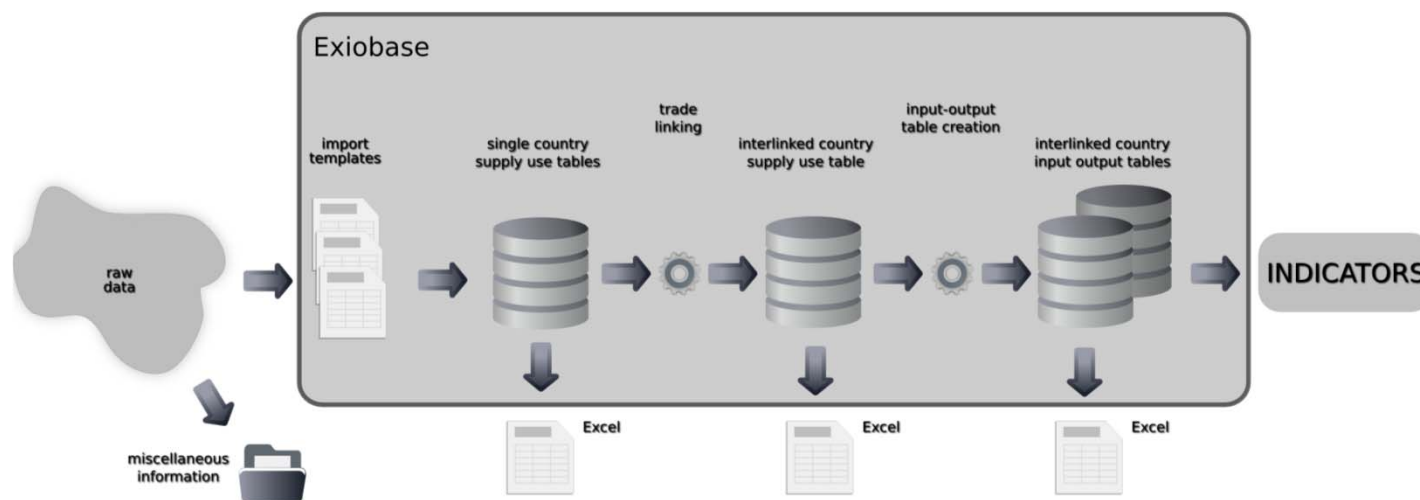 Exiobase
import
templates
single country
supply use tables
trade
linking
interlinked country
supply use table
input-output
table creation
interlinked country
input output tables
raw
data
INDICATORS
miscellaneous
information
Excel
Excel
Excel